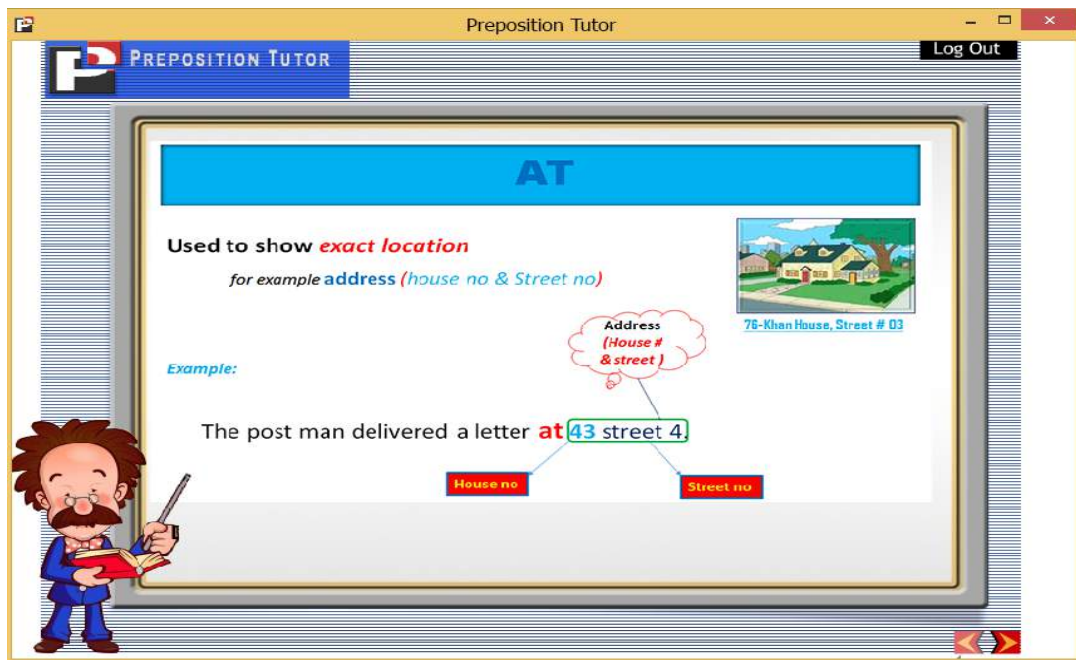 Preposition Tutor
PREPOSITION TUTOR
Log Out
AT
Used to show exact location
for example address (house no & Street no)
76-Khan House, Street # 03
Address
(House #
& street )
Example:
The post man delivered a letter at 43 street 4.
House no
Street no